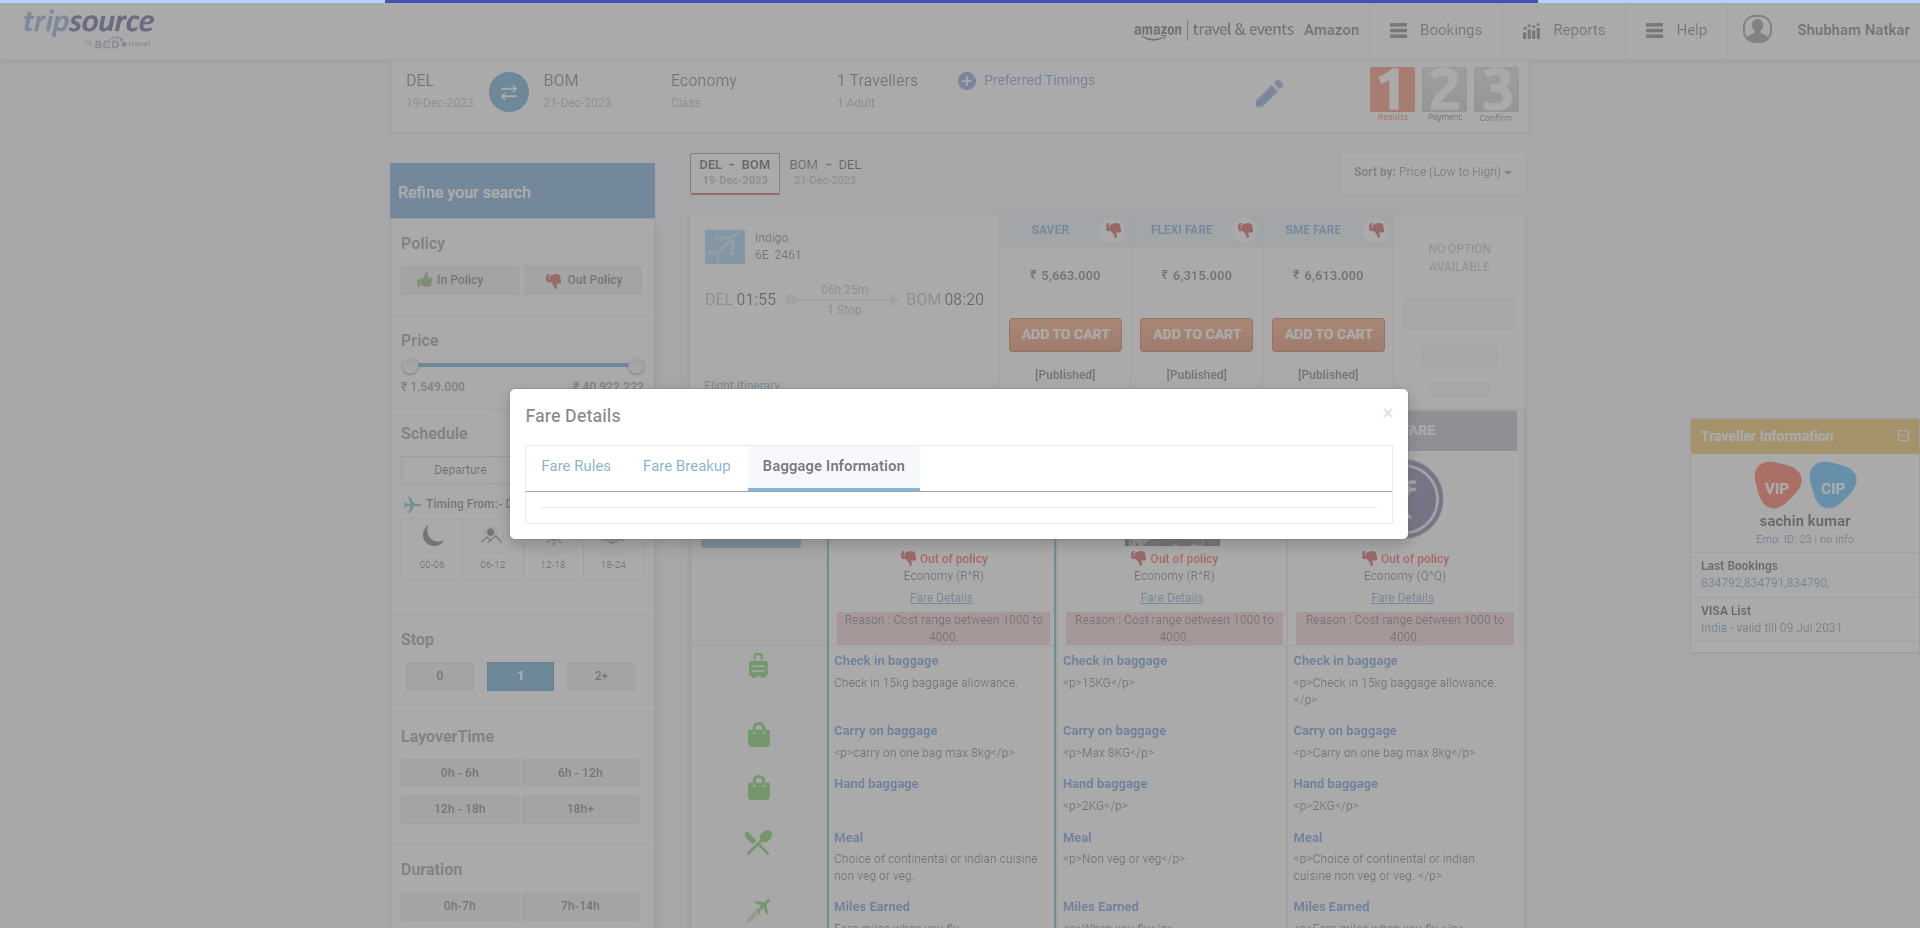 tripsource
by BCD travel
amazon travel & events Amazon
Bookings
Reports
Help
Shubham Natkar
DEL
19-Dec-2023
BOM
21-Dec-2023
Economy
Class
1 Travellers
1 Adult
Preferred Timings
1 2 3
Results Payment Confirm
Refine your search
Policy
In Policy
Out Policy
Price
₹ 1,549.000
₹ 40,922.222
Schedule
Departure
Timing From:-
00-06 06-12 12-18 18-24
Stop
0 1 2+
LayoverTime
0h - 6h 6h - 12h
12h - 18h 18h+
Duration
0h-7h 7h-14h
DEL - BOM
19-Dec-2023
BOM - DEL
21-Dec-2023
Sort by: Price (Low to High)
Indigo
6E 2461
DEL 01:55
06h 25m
1 Stop
BOM 08:20
Flight Itinerary
SAVER
₹ 5,663.000
ADD TO CART
[Published]
FLEXI FARE
₹ 6,315.000
ADD TO CART
[Published]
SME FARE
₹ 6,613.000
ADD TO CART
[Published]
NO OPTION
AVAILABLE
Fare Details
×
Fare Rules
Fare Breakup
Baggage Information
ARE
Out of policy
Economy (R^R)
Fare Details
Reason : Cost range between 1000 to
4000.
Check in baggage
Check in 15kg baggage allowance.
Carry on baggage
<p>carry on one bag max 8kg</p>
Hand baggage
Meal
Choice of continental or indian cuisine
non veg or veg.
Miles Earned
Earn miles when you fly
Out of policy
Economy (R^R)
Fare Details
Reason : Cost range between 1000 to
4000.
Check in baggage
<p>15KG</p>
Carry on baggage
<p>Max 8KG</p>
Hand baggage
<p>2KG</p>
Meal
<p>Non veg or veg</p>
Miles Earned
<p>When you fly</p>
Out of policy
Economy (Q^Q)
Fare Details
Reason : Cost range between 1000 to
4000.
Check in baggage
<p>Check in 15kg baggage allowance.
</p>
Carry on baggage
<p>Carry on one bag max 8kg</p>
Hand baggage
<p>2KG</p>
Meal
<p>Choice of continental or indian
cuisine non veg or veg. </p>
Miles Earned
<p>Earn miles when you fly.</p>
Traveller Information
VIP CIP
sachin kumar
Emp. ID: 23 | no Info
Last Bookings
834792,834791,834790,
VISA List
India - valid till 09 Jul 2031